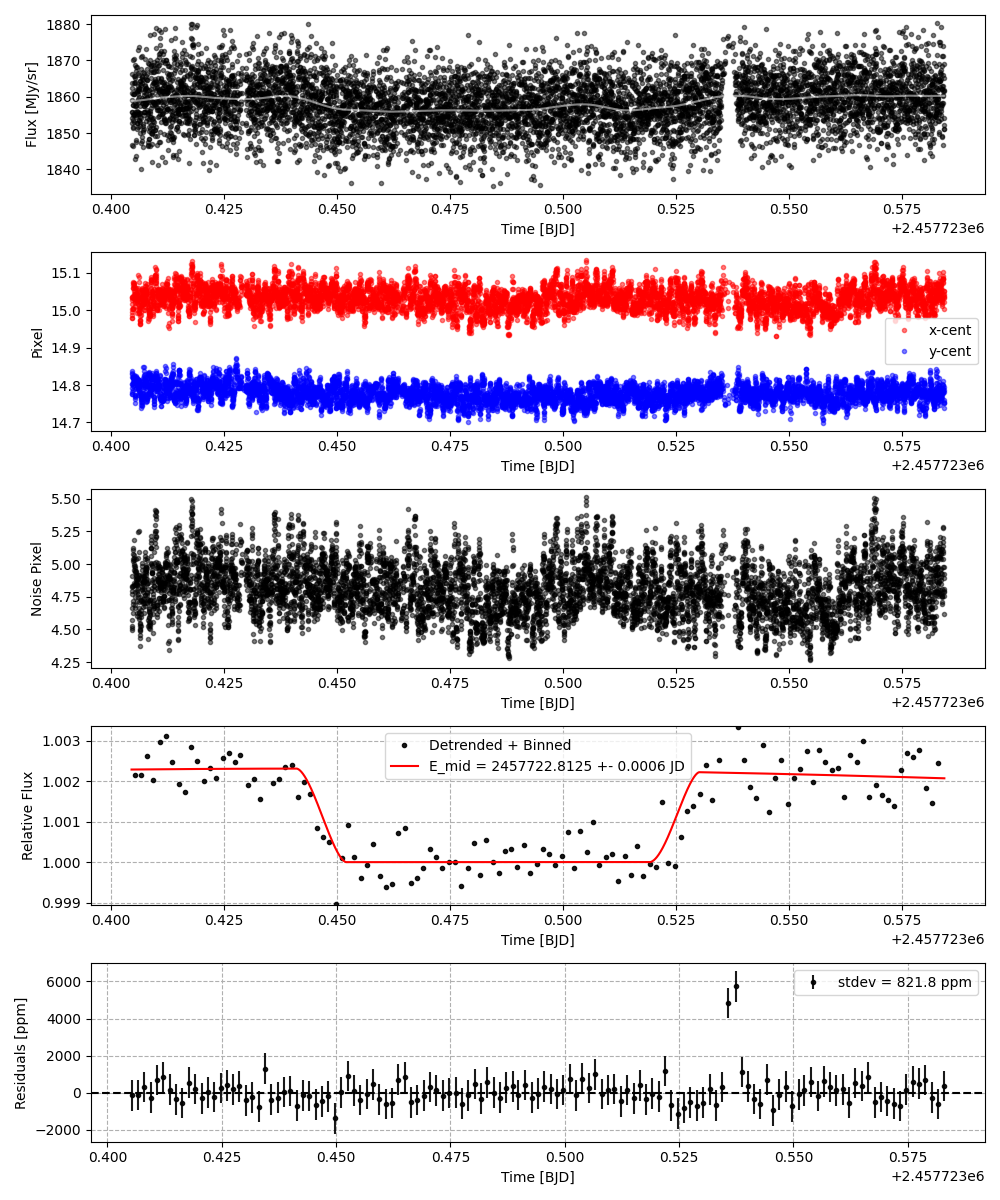 1880
1870
1860
1850
1840
Flux [MJy/sr]
0.400 0.425 0.450 0.475 0.500 0.525 0.550 0.575
Time [BJD]
+2.457723e6
15.1
15.0
14.9
14.8
14.7
Pixel
x-cent
y-cent
0.400 0.425 0.450 0.475 0.500 0.525 0.550 0.575
Time [BJD]
+2.457723e6
5.50
5.25
5.00
4.75
4.50
4.25
Noise Pixel
0.400 0.425 0.450 0.475 0.500 0.525 0.550 0.575
Time [BJD]
+2.457723e6
1.003
1.002
1.001
1.000
0.999
Relative Flux
Detrended + Binned
E_mid = 2457722.8125 +- 0.0006 JD
0.400 0.425 0.450 0.475 0.500 0.525 0.550 0.575
Time [BJD]
+2.457723e6
6000
4000
2000
0
−2000
Residuals [ppm]
stdev = 821.8 ppm
0.400 0.425 0.450 0.475 0.500 0.525 0.550 0.575
Time [BJD]
+2.457723e6